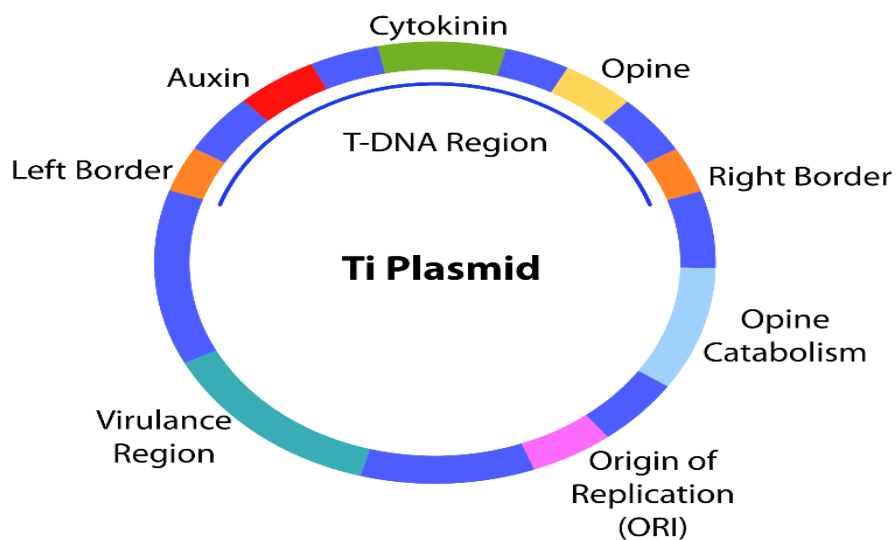 Cytokinin
Auxin
Opine
T-DNA Region
Left Border
Right Border
Ti Plasmid
Opine
Catabolism
Virulance
Region
Origin of
Replication
(ORI)